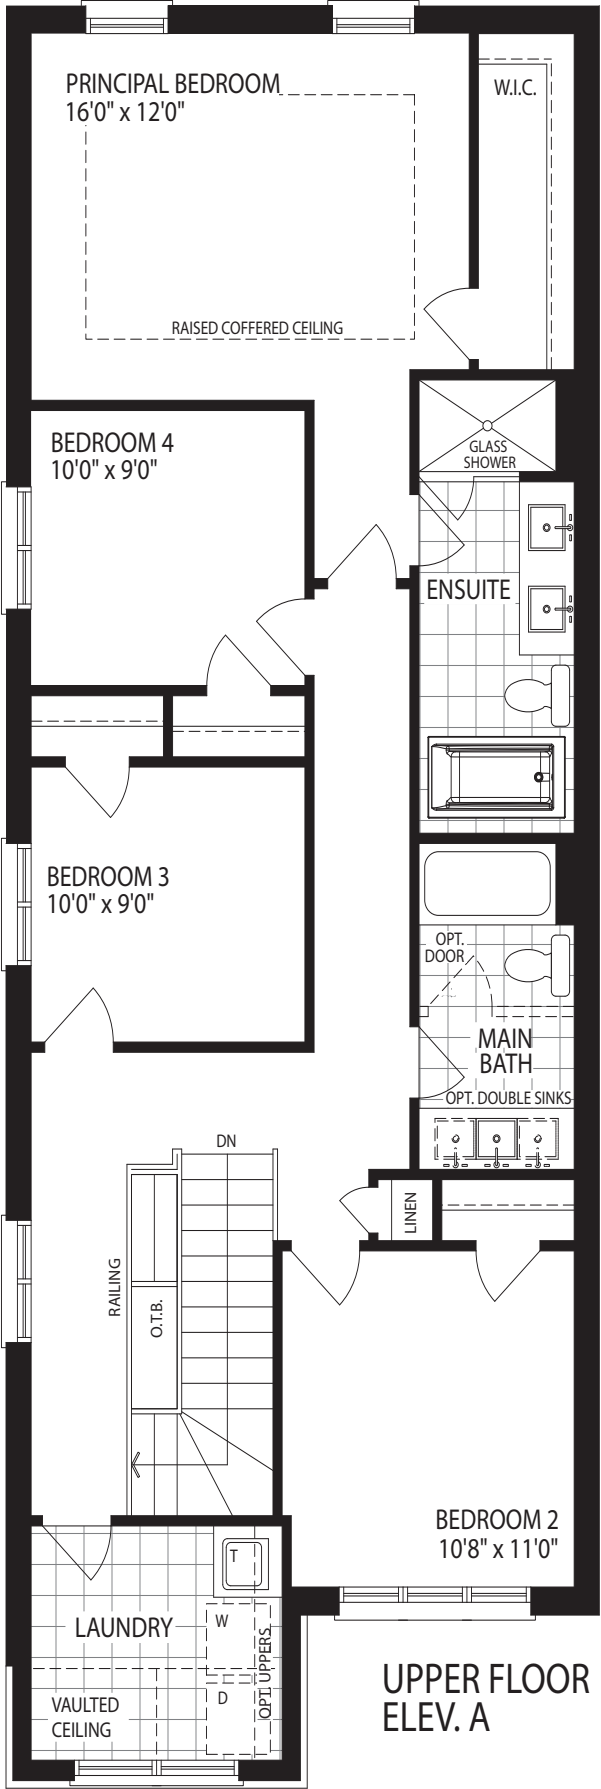 PRINCIPAL BEDROOM
16'0" x 12'0"
W.I.C.
RAISED COFFERED CEILING
BEDROOM 4
10'0" x 9'0"
GLASS
SHOWER
ENSUITE
BEDROOM 3
10'0" x 9'0"
OPT.
DOOR
MAIN
BATH
OPT. DOUBLE SINKS
DN
LINEN
RAILING
O.T.B.
BEDROOM 2
10'8" x 11'0"
T
LAUNDRY
W
OPT. UPPERS
D
VAULTED
CEILING
UPPER FLOOR
ELEV. A